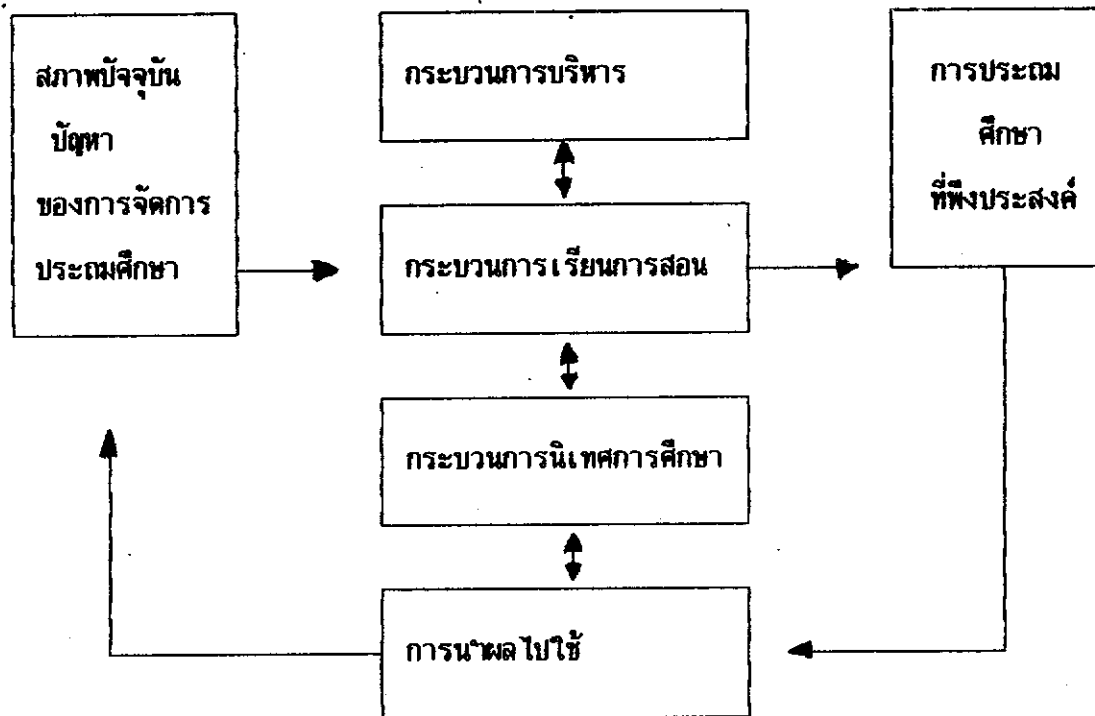 สภาพปัจจุบัน
ปัญหา
ของการจัดการ
ประถมศึกษา
กระบวนการบริหาร
กระบวนการเรียนการสอน
กระบวนการนิเทศการศึกษา
การนำผลไปใช้
การประถม
ศึกษา
ที่พึงประสงค์